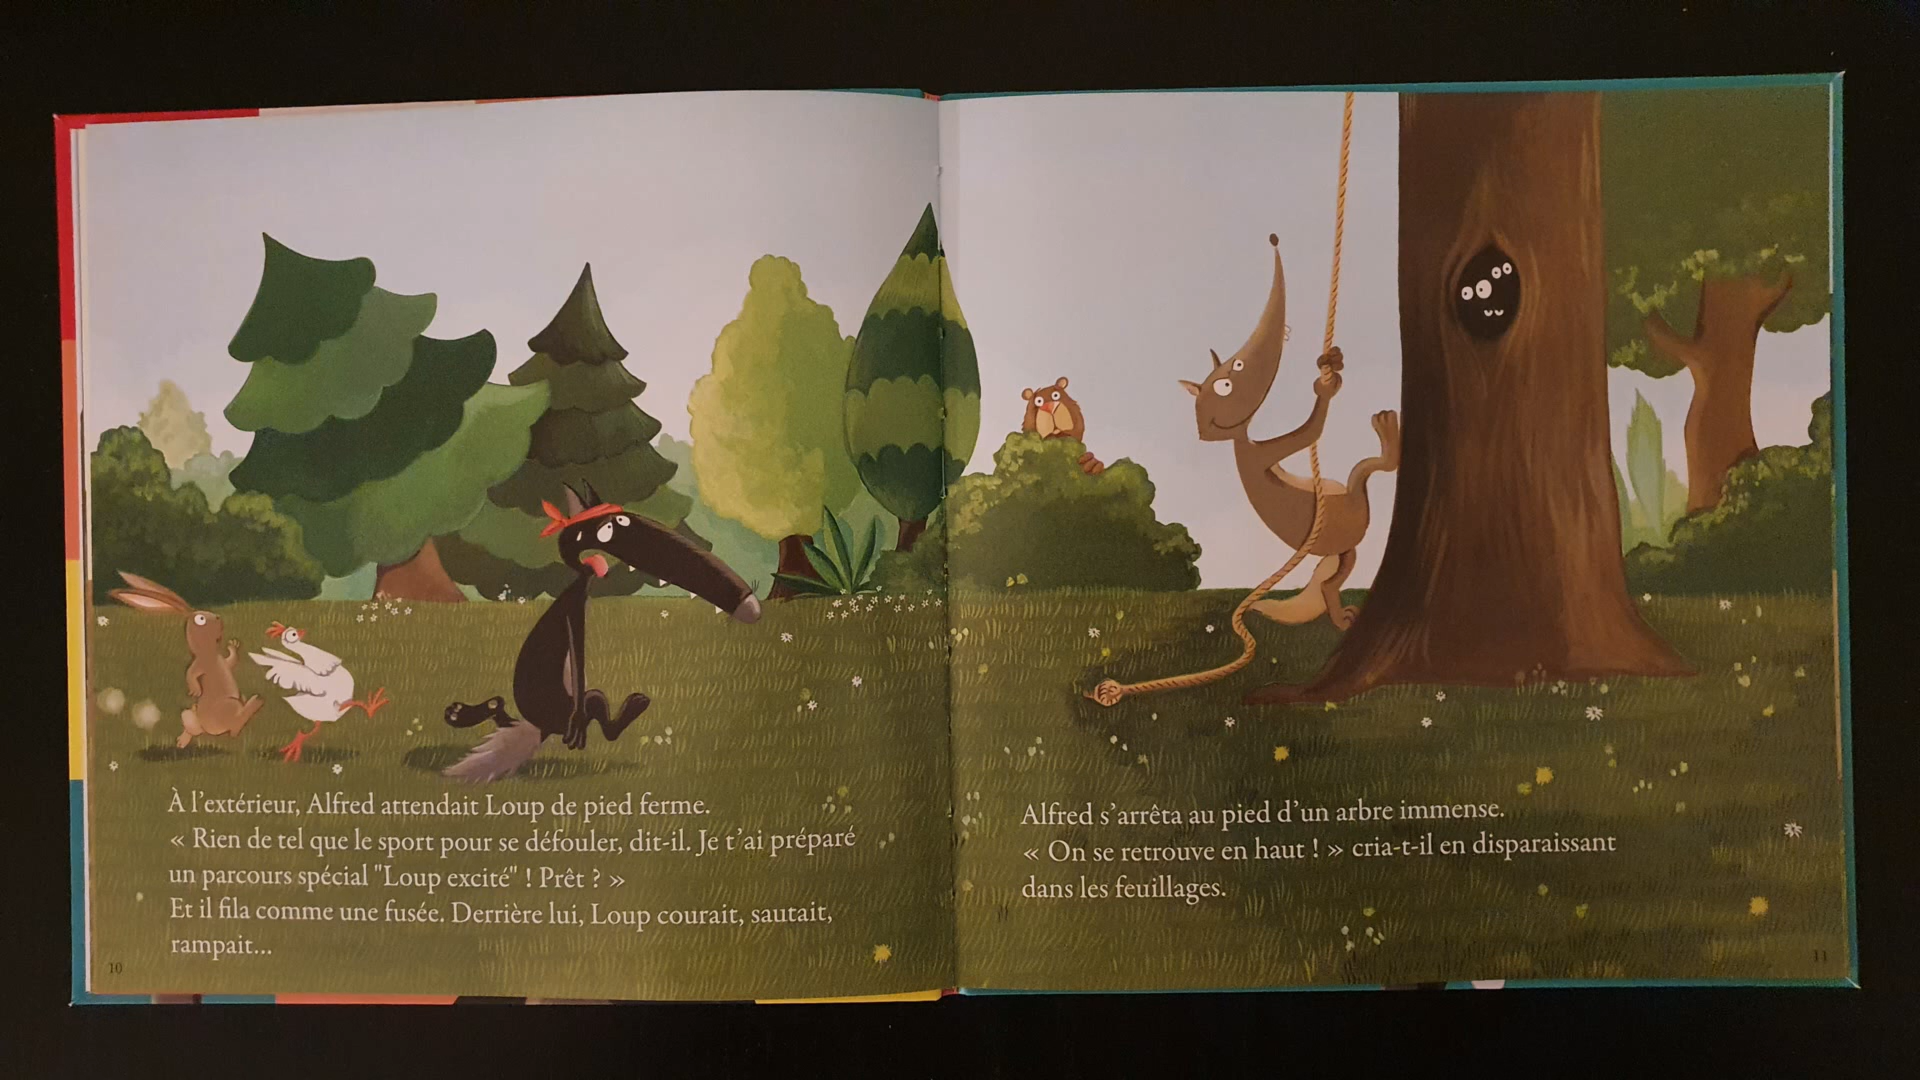 À l'extérieur, Alfred attendait Loup de pied ferme.
« Rien de tel que le sport pour se défouler, dit-il. Je t'ai préparé
un parcours spécial "Loup excité" ! Prêt ? »
Et il fila comme une fusée. Derrière lui, Loup courait, sautait,
rampait...
10
Alfred s'arrêta au pied d'un arbre immense.
« On se retrouve en haut ! » cria-t-il en disparaissant
dans les feuillages.
11